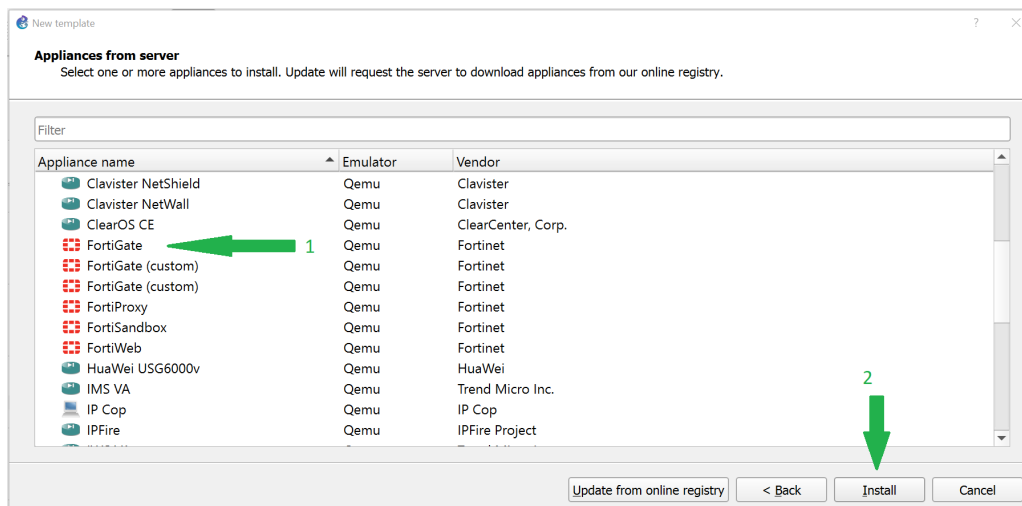 New template
Appliances from server
Select one or more appliances to install. Update will request the server to download appliances from our online registry.
Filter
Appliance name Emulator Vendor
Clavister NetShield Qemu Clavister
Clavister NetWall Qemu Clavister
ClearOS CE Qemu ClearCenter, Corp.
FortiGate 1 Qemu Fortinet
FortiGate (custom) Qemu Fortinet
FortiGate (custom) Qemu Fortinet
FortiProxy Qemu Fortinet
FortiSandbox Qemu Fortinet
FortiWeb Qemu Fortinet
HuaWei USG6000v Qemu HuaWei
2
IMS VA Qemu Trend Micro Inc.
IP Cop Qemu IP Cop
IPFire Qemu IPFire Project
Update from online registry < Back Install Cancel